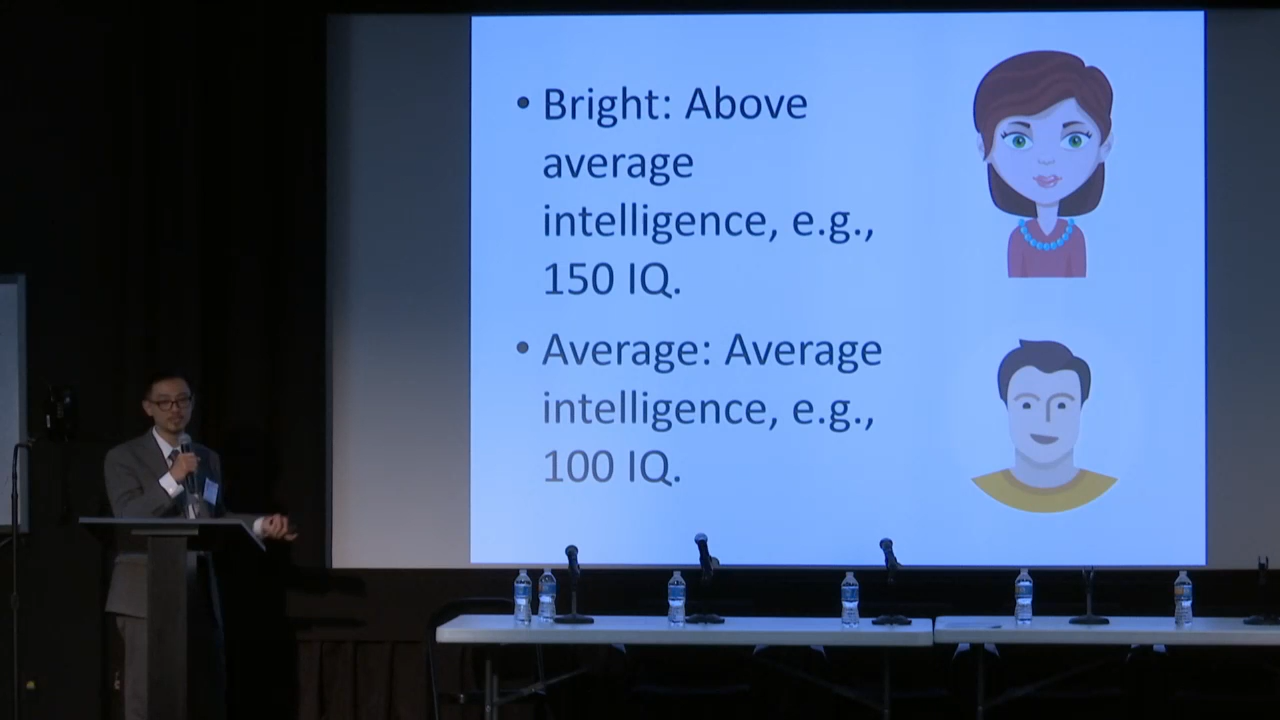 • Bright: Above
average
intelligence, e.g.,
150 IQ.
• Average: Average
intelligence, e.g.,
100 IQ.